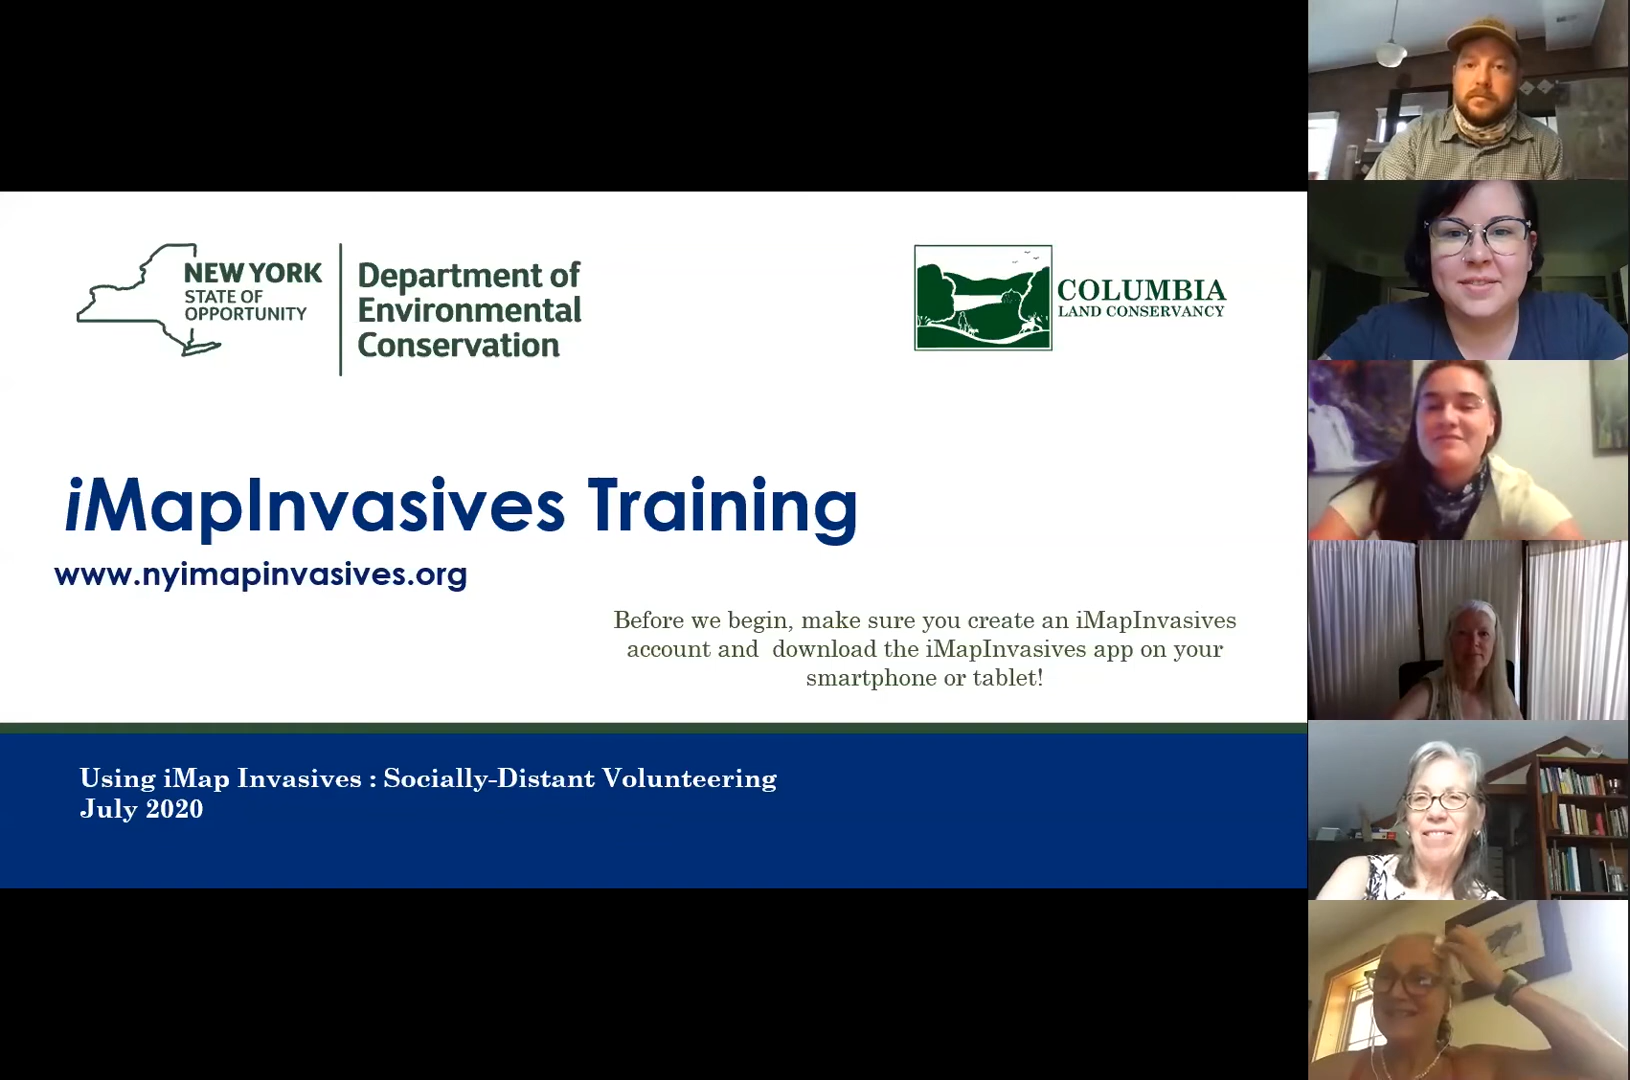 NEW YORK
STATE OF
OPPORTUNITY
Department of
Environmental
Conservation
COLUMBIA
LAND CONSERVANCY
iMapInvasives Training
www.nyimapinvasives.org
Before we begin, make sure you create an iMapInvasives
account and download the iMapInvasives app on your
smartphone or tablet!
Using iMap Invasives : Socially-Distant Volunteering
July 2020